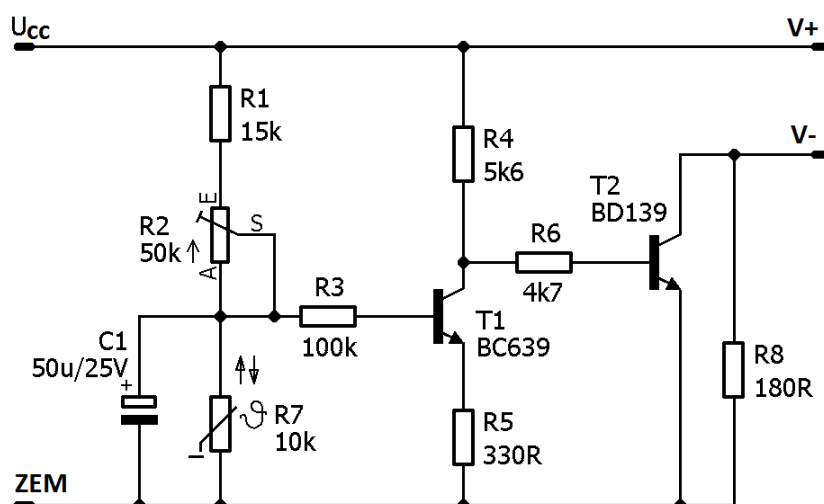 Ucc
V+
R1
15k
R4
5k6
V-
E
R2
50k
S
A
T2
BD139
R6
4k7
R3
100k
T1
BC639
C1
50u/25V
+
R7
10k
ϑ
R5
330R
R8
180R
ZEM